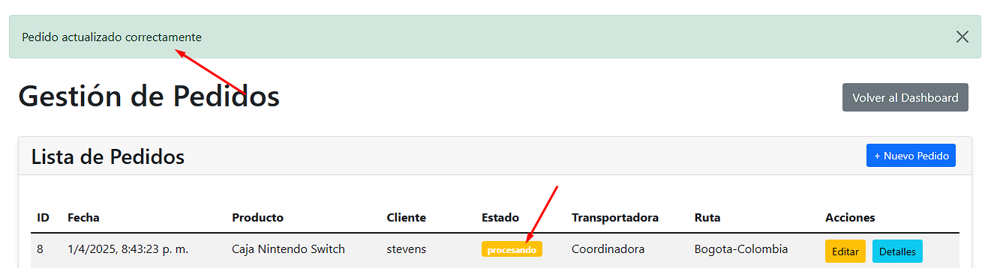 Pedido actualizado correctamente
Gestión de Pedidos
Volver al Dashboard
Lista de Pedidos
+ Nuevo Pedido
ID Fecha Producto Cliente Estado Transportadora Ruta Acciones
8 1/4/2025, 8:43:23 p. m. Caja Nintendo Switch stevens procesando Coordinadora Bogota-Colombia Editar Detalles